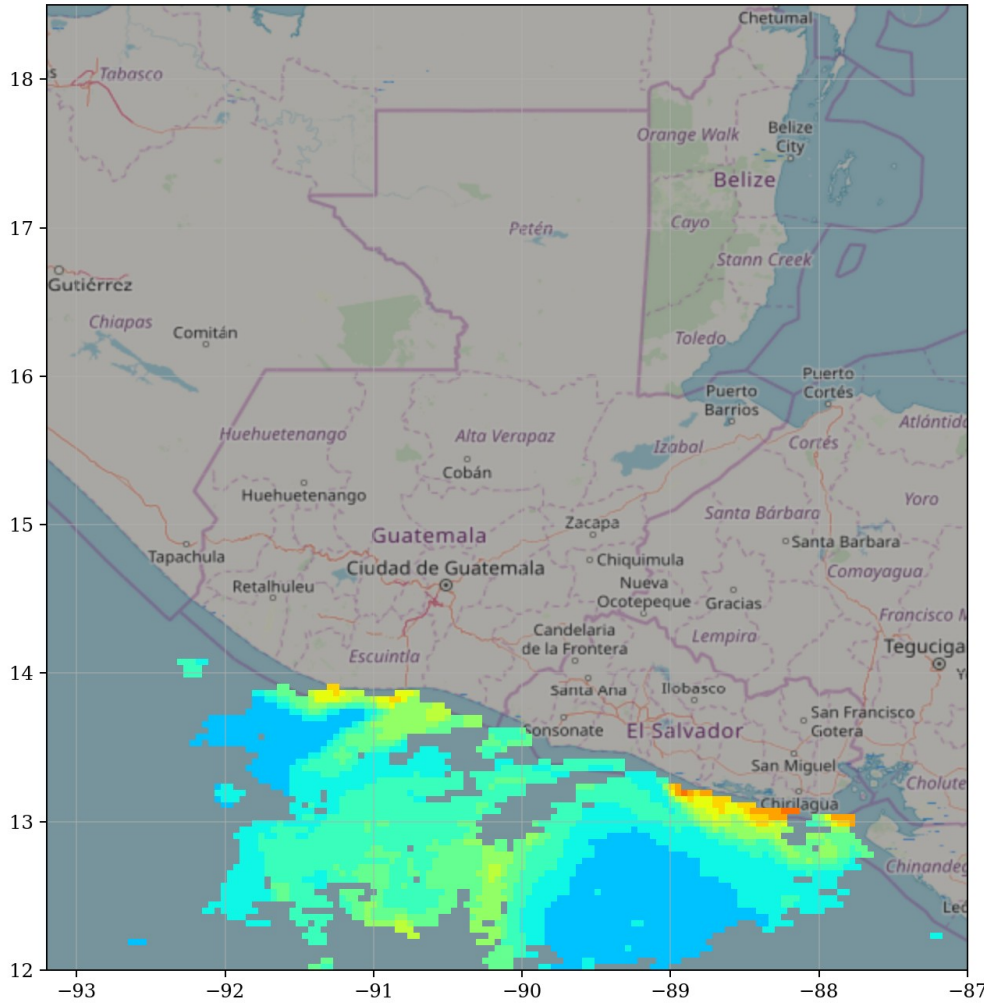 Chetumal
s
Tabasco
18
Orange Walk
Belize
City
Belize
17
Petén
Cayo
Stann Creek
Gutiérrez
Chiapas
Comitán
Toledo
16
Puerto
Cortés
Puerto
Barrios
Atlántida
Huehuetenango
Alta Verapaz
Izabal
Cortés
Cobán
Huehuetenango
Yoro
Santa Bárbara
15
Zacapa
Guatemala
Santa Barbara
Tapachula
Chiquimula
Ciudad de Guatemala
Comayagua
Retalhuleu
Nueva
Ocotepeque
Gracias
Francisco M
Candelaria
de la Frontera
Lempira
Teguciga
Escuintla
14
Y
Santa Ana
Ilobasco
San Francisco
Gotera
Sonsonate
El Salvador
San Miguel
Cholute
Chirilagua
13
Chinandeg
Leó
12
−93
−92
−91
−90
−89
−88
−87